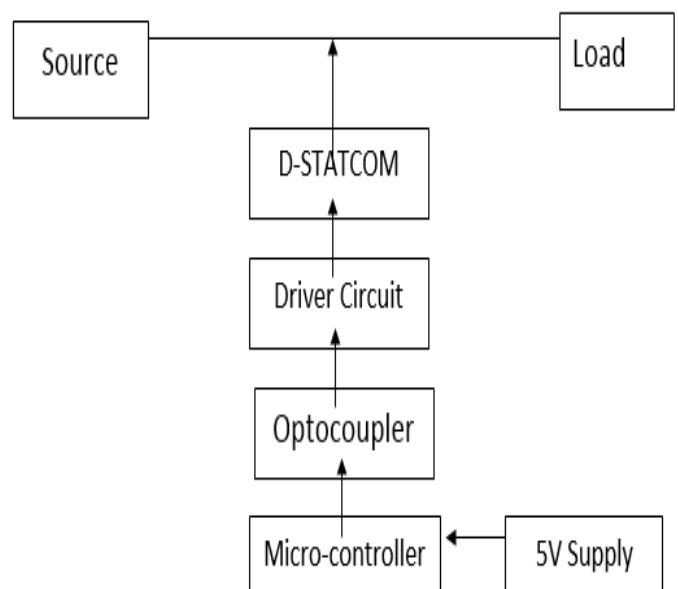 Source
Load
D-STATCOM
Driver Circuit
Optocoupler
Micro-controller
5V Supply